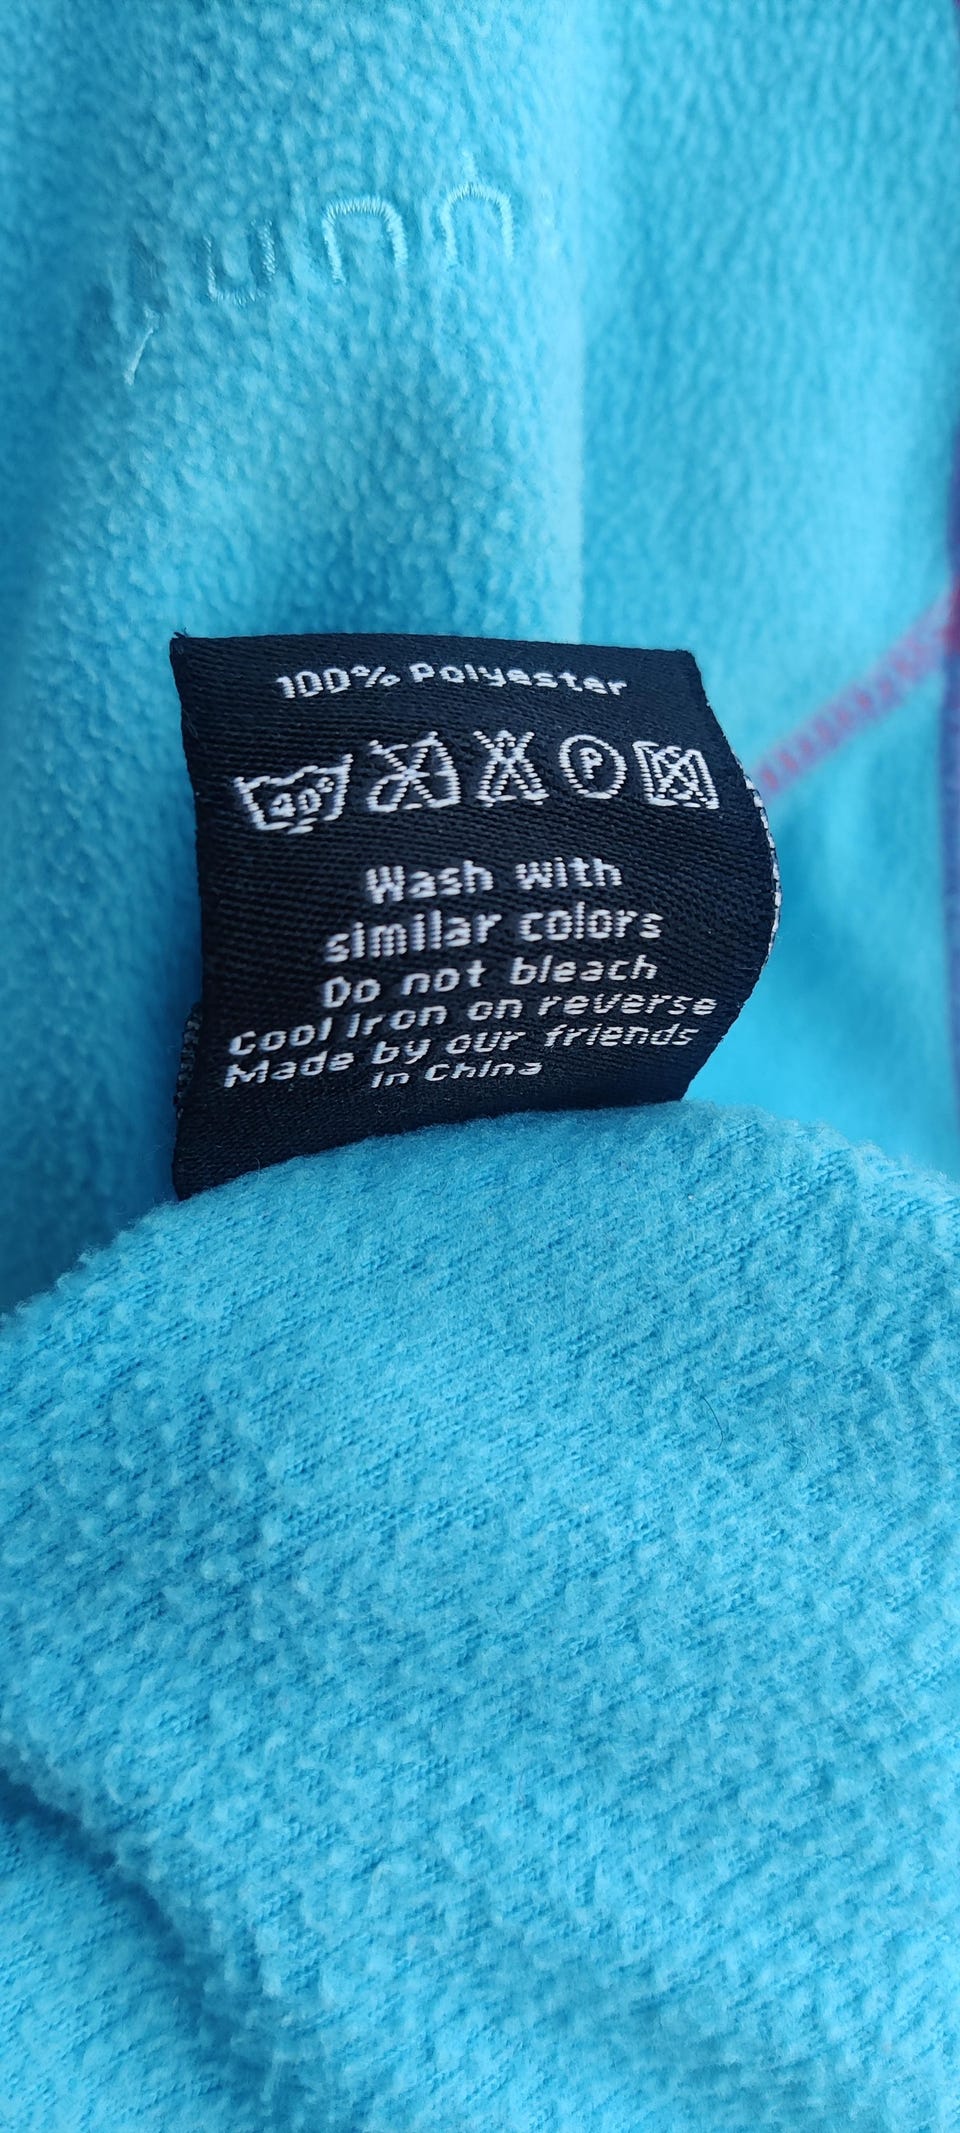 100% Polyester
40°
P
Wash with
similar colors
Do not bleach
Cool iron on reverse
Made by our friends
in China